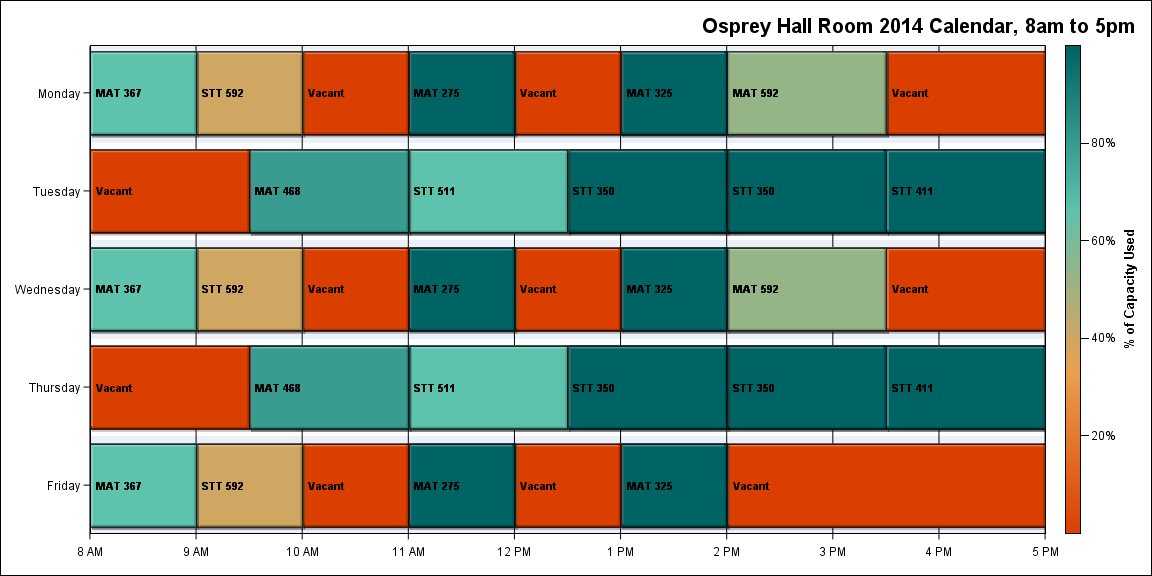 Osprey Hall Room 2014 Calendar, 8am to 5pm
Monday
MAT 367
STT 592
Vacant
MAT 275
Vacant
MAT 325
MAT 592
Vacant
Tuesday
Vacant
MAT 468
STT 511
STT 350
STT 350
STT 411
Wednesday
MAT 367
STT 592
Vacant
MAT 275
Vacant
MAT 325
MAT 592
Vacant
Thursday
Vacant
MAT 468
STT 511
STT 350
STT 350
STT 411
Friday
MAT 367
STT 592
Vacant
MAT 275
Vacant
MAT 325
Vacant
8 AM
9 AM
10 AM
11 AM
12 PM
1 PM
2 PM
3 PM
4 PM
5 PM
80%
60%
40%
20%
% of Capacity Used